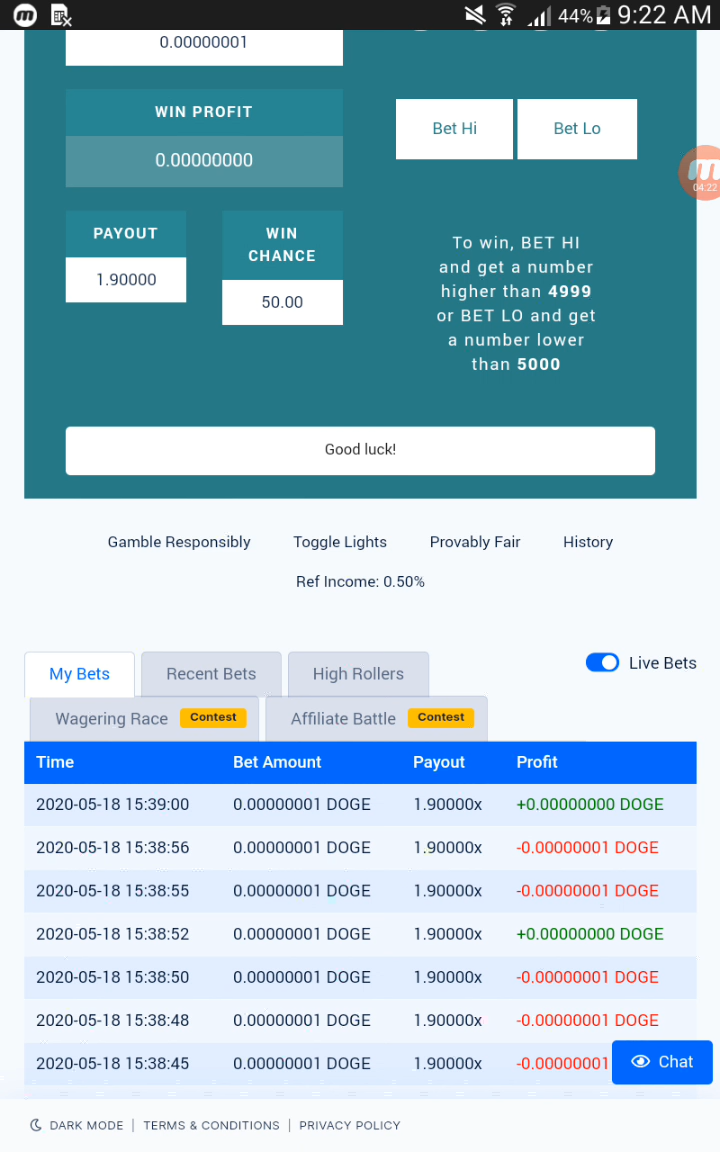 44% 9:22 AM
0.00000001
WIN PROFIT
0.00000000
Bet Hi
Bet Lo
04:22
PAYOUT
1.90000
WIN
CHANCE
50.00
To win, BET HI
and get a number
higher than 4999
or BET LO and get
a number lower
than 5000
Good luck!
Gamble Responsibly Toggle Lights Provably Fair History
Ref Income: 0.50%
My Bets Recent Bets High Rollers Live Bets
Wagering Race Contest Affiliate Battle Contest
Time Bet Amount Payout Profit
2020-05-18 15:39:00 0.00000001 DOGE 1.90000x +0.00000000 DOGE
2020-05-18 15:38:56 0.00000001 DOGE 1.90000x -0.00000001 DOGE
2020-05-18 15:38:55 0.00000001 DOGE 1.90000x -0.00000001 DOGE
2020-05-18 15:38:52 0.00000001 DOGE 1.90000x +0.00000000 DOGE
2020-05-18 15:38:50 0.00000001 DOGE 1.90000x -0.00000001 DOGE
2020-05-18 15:38:48 0.00000001 DOGE 1.90000x -0.00000001 DOGE
2020-05-18 15:38:45 0.00000001 DOGE 1.90000x -0.00000001
Chat
DARK MODE | TERMS & CONDITIONS | PRIVACY POLICY